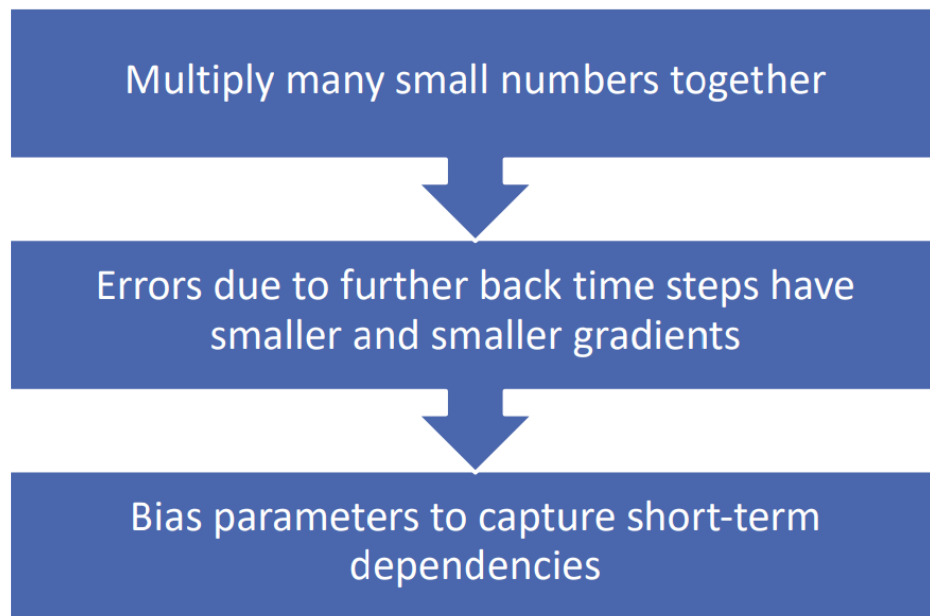 Multiply many small numbers together
Errors due to further back time steps have
smaller and smaller gradients
Bias parameters to capture short-term
dependencies